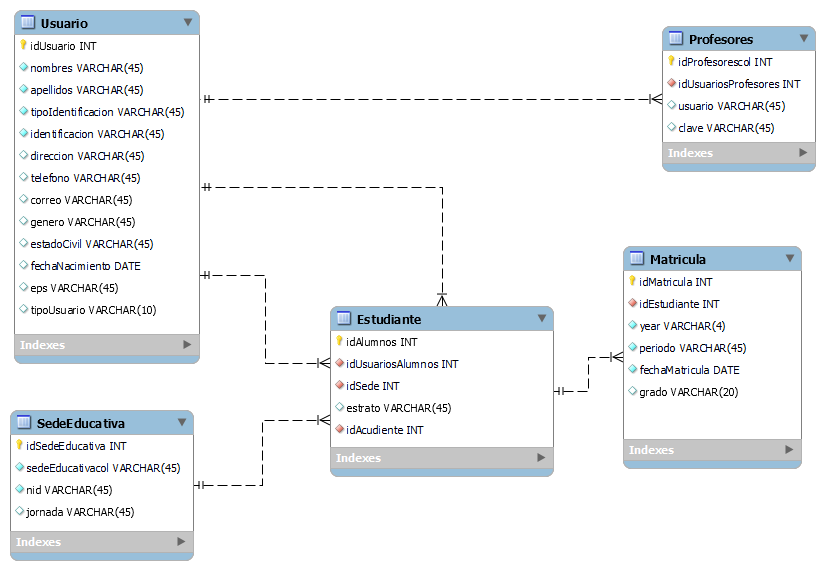 Usuario
idUsuario INT
nombres VARCHAR(45)
apellidos VARCHAR(45)
tipoIdentificacion VARCHAR(45)
identificacion VARCHAR(45)
direccion VARCHAR(45)
telefono VARCHAR(45)
correo VARCHAR(45)
genero VARCHAR(45)
estadoCivil VARCHAR(45)
fechaNacimiento DATE
eps VARCHAR(45)
tipoUsuario VARCHAR(10)
Indexes
Profesores
idProfesorescol INT
idUsuariosProfesores INT
usuario VARCHAR(45)
clave VARCHAR(45)
Indexes
Matricula
idMatricula INT
idEstudiante INT
year VARCHAR(4)
periodo VARCHAR(45)
fechaMatricula DATE
grado VARCHAR(20)
Indexes
Estudiante
idAlumnos INT
idUsuariosAlumnos INT
idSede INT
estrato VARCHAR(45)
idAcudiente INT
Indexes
SedeEducativa
idSedeEducativa INT
sedeEducativacol VARCHAR(45)
nid VARCHAR(45)
jornada VARCHAR(45)
Indexes